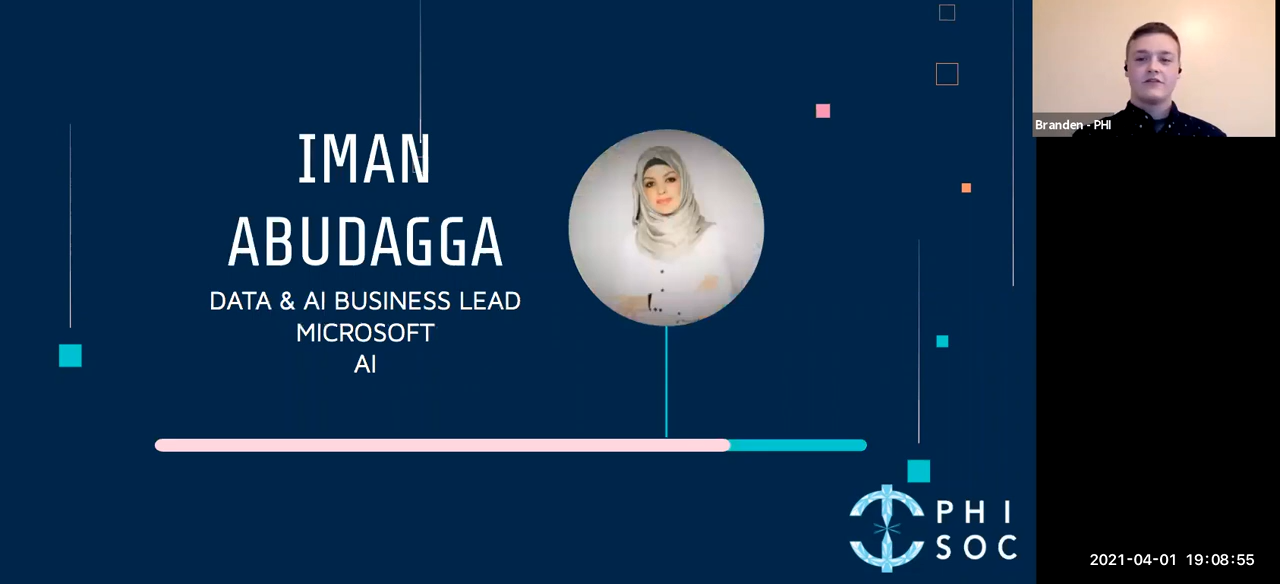 IMAN
ABUDAGGA
DATA & AI BUSINESS LEAD
MICROSOFT
AI
Branden - PHI
PHI
SOC
2021-04-01 19:08:55